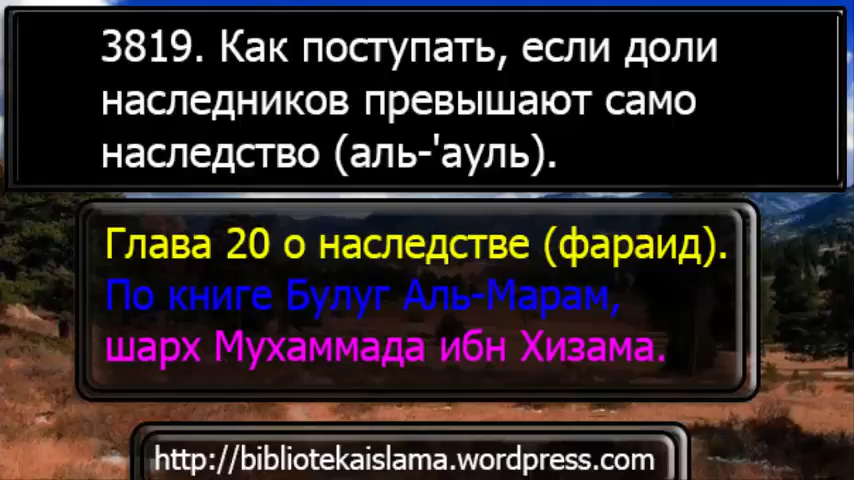 3819. Как поступать, если доли
наследников превышают само
наследство (аль-'ауль).
Глава 20 о наследстве (фараид).
По книге Булуг Аль-Марам,
шарх Мухаммада ибн Хизама.
http://bibliotekaislama.wordpress.com